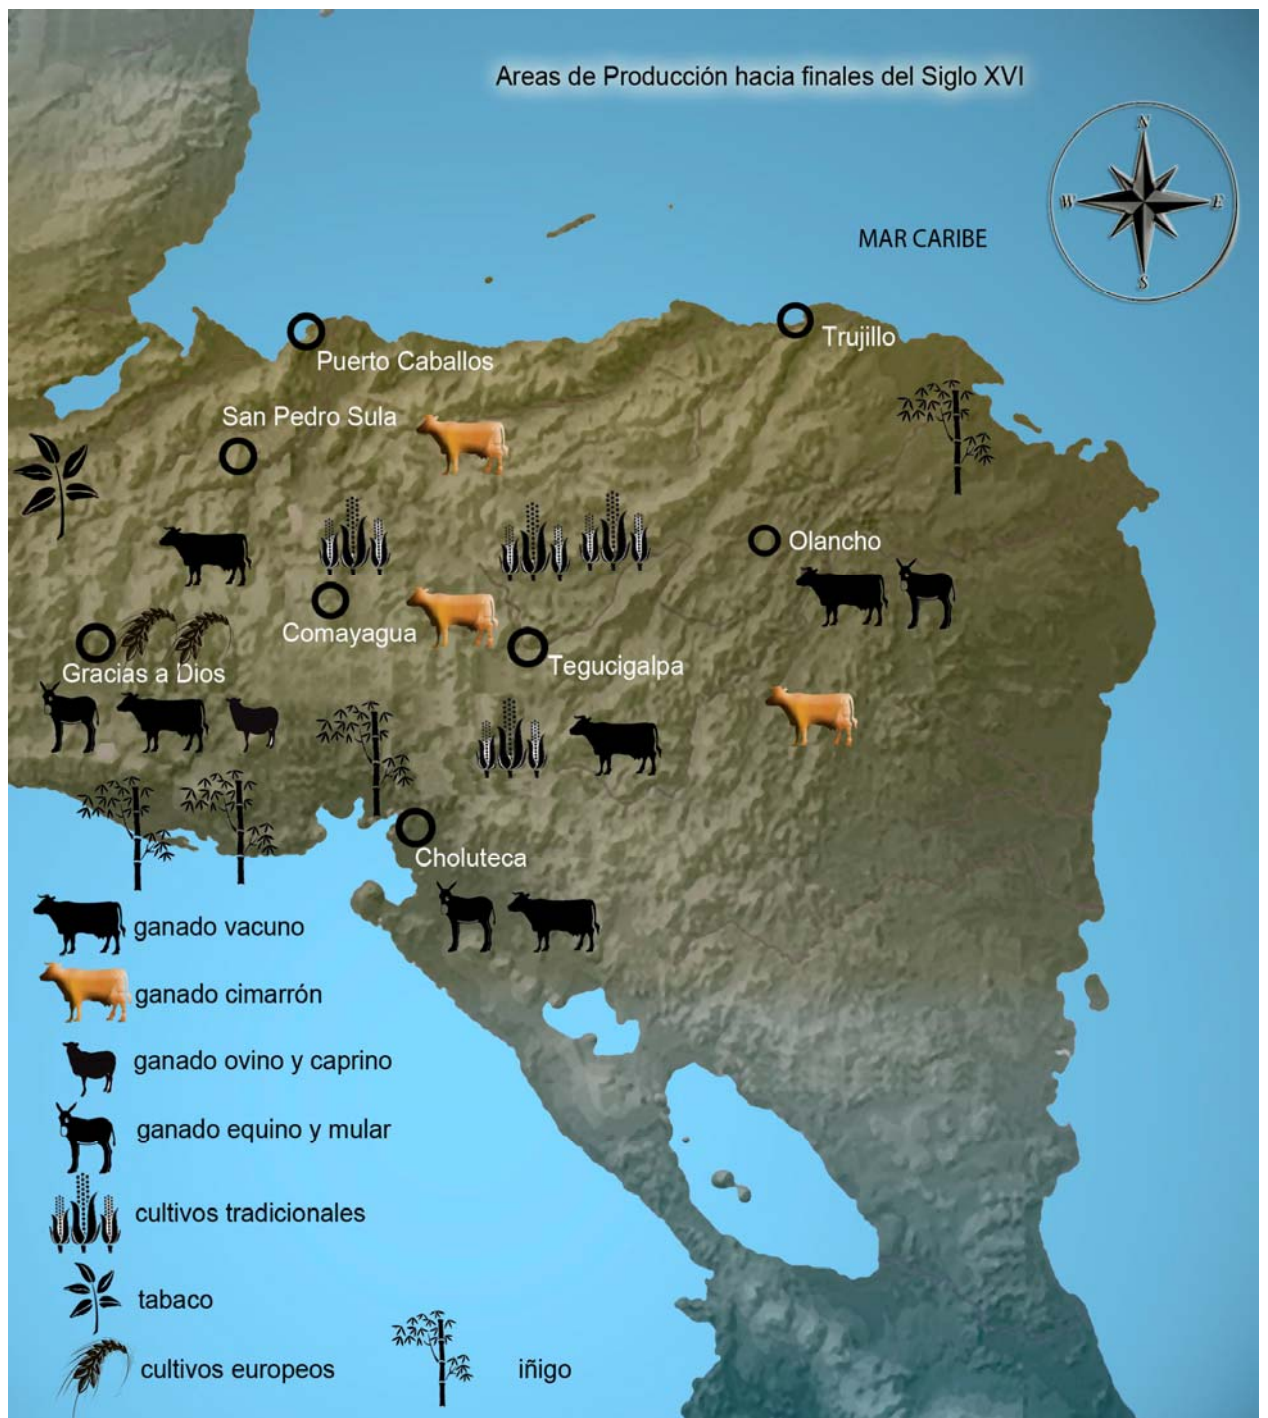 Areas de Producción hacia finales del Siglo XVI
N
W
E
S
MAR CARIBE
Trujillo
Puerto Caballos
San Pedro Sula
Olancho
Comayagua
Tegucigalpa
Gracias a Dios
Choluteca
ganado vacuno
ganado cimarrón
ganado ovino y caprino
ganado equino y mular
cultivos tradicionales
tabaco
cultivos europeos
iñigo